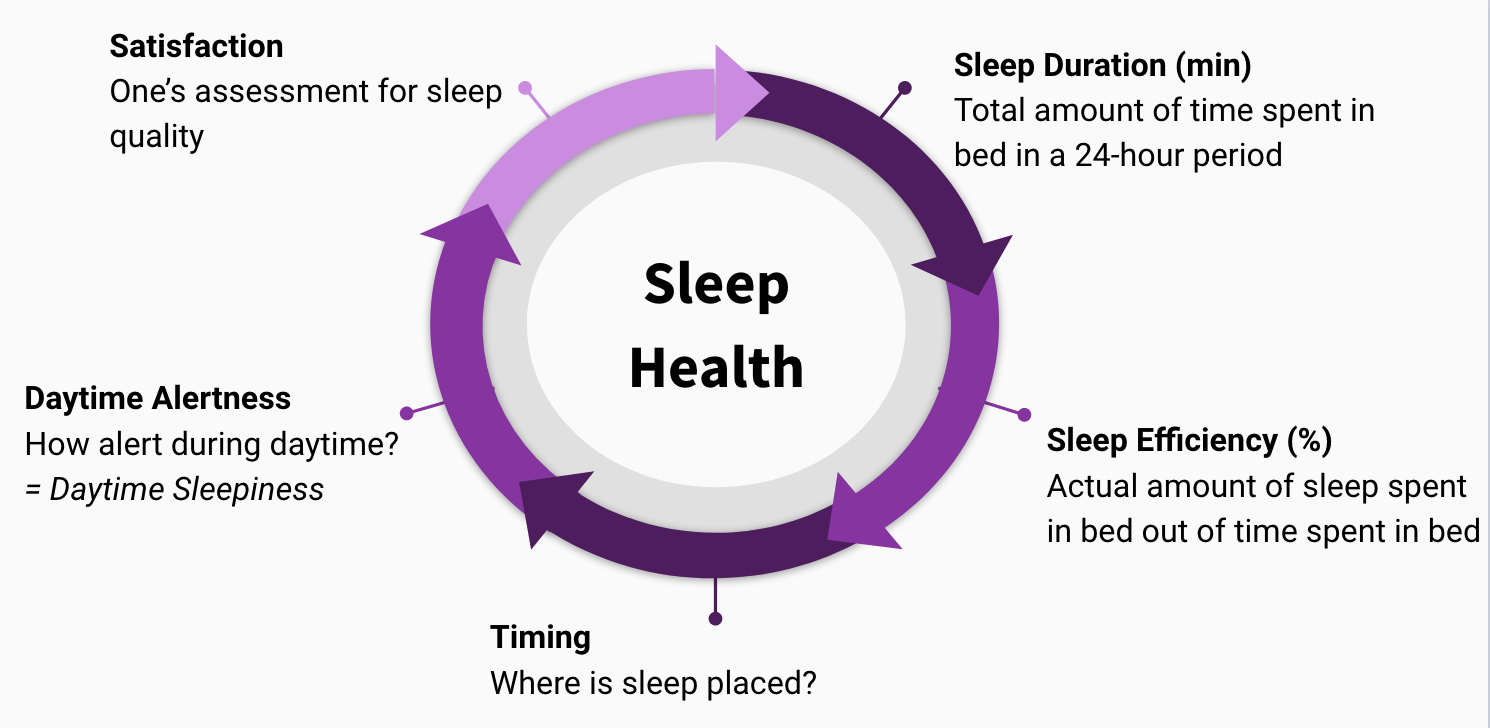 Satisfaction
One’s assessment for sleep
quality
Sleep Duration (min)
Total amount of time spent in
bed in a 24-hour period
Sleep
Health
Daytime Alertness
How alert during daytime?
= Daytime Sleepiness
Sleep Efficiency (%)
Actual amount of sleep spent
in bed out of time spent in bed
Timing
Where is sleep placed?